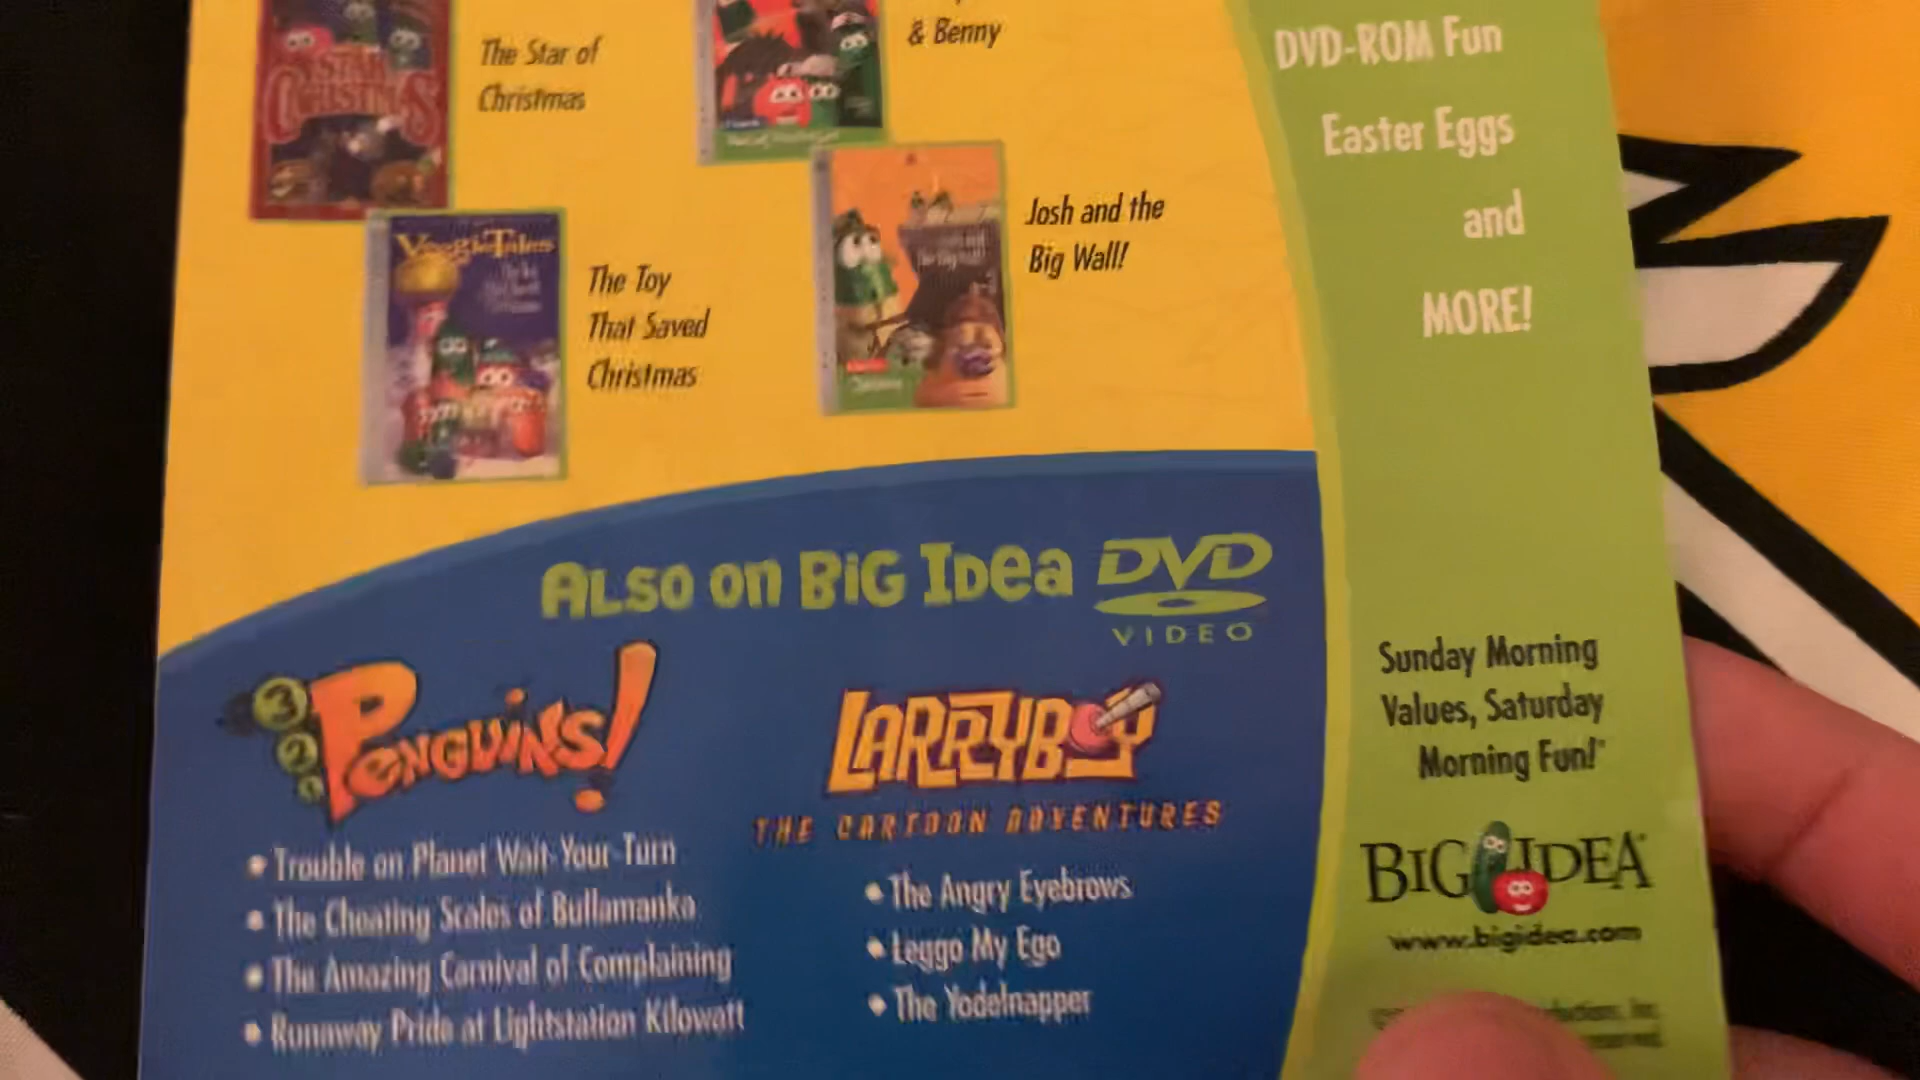 The Star of
Christmas
& Benny
STAR
CHRISTMAS
VeggieTales
The Toy
That Saved
Christmas
Josh and the
Big Wall!
DVD-ROM Fun
Easter Eggs
and
MORE!
ALSO ON BIG IDEA DVD
VIDEO
3 2 1
PENGUINS!
• Trouble on Planet Wait-Your-Turn
• The Cheating Scales of Bullamanka
• The Amazing Carnival of Complaining
• Runaway Pride at Lightstation Kilowatt
LARRYBOY
THE CARTOON ADVENTURES
• The Angry Eyebrows
• Leggo My Ego
• The Yodelnapper
Sunday Morning
Values, Saturday
Morning Fun!
BIG IDEA
www.bigidea.com